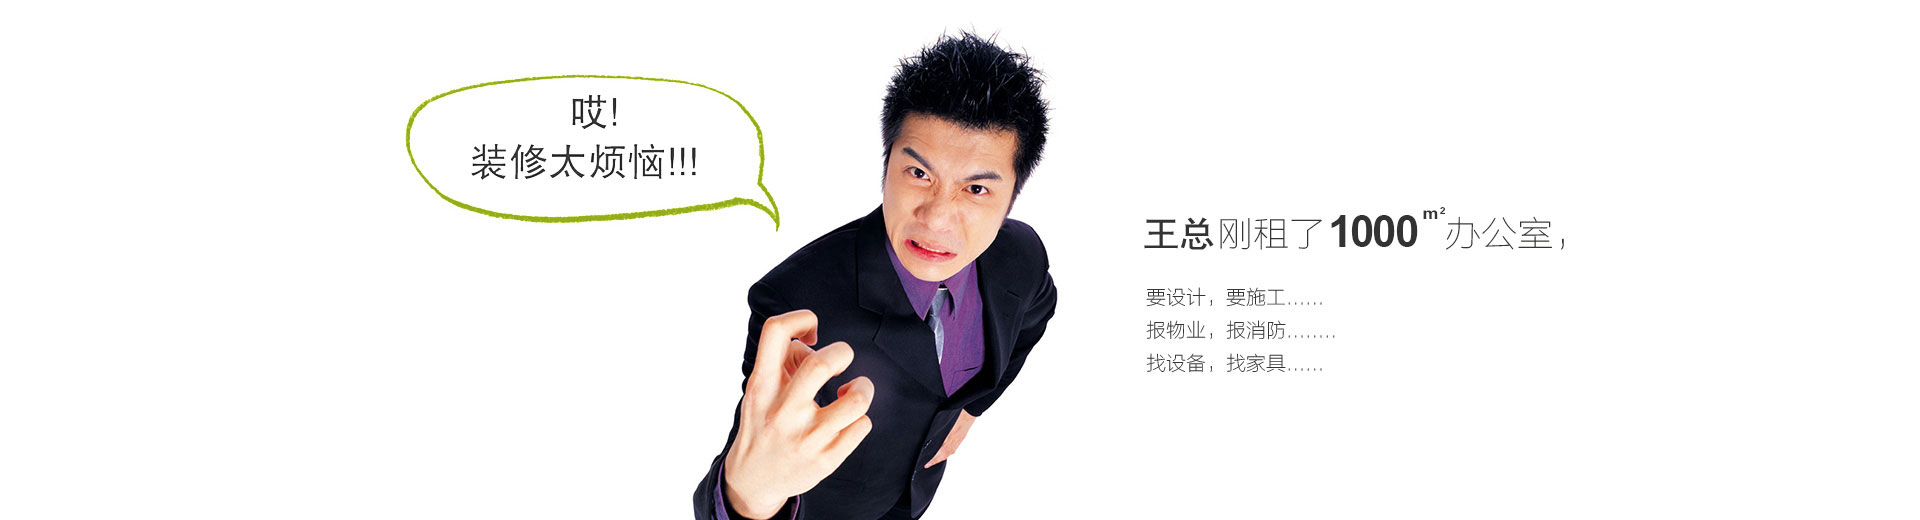 哎!
装修太烦恼!!!
王总刚租了1000m²办公室，
要设计，要施工......
报物业，报消防........
找设备，找家具......